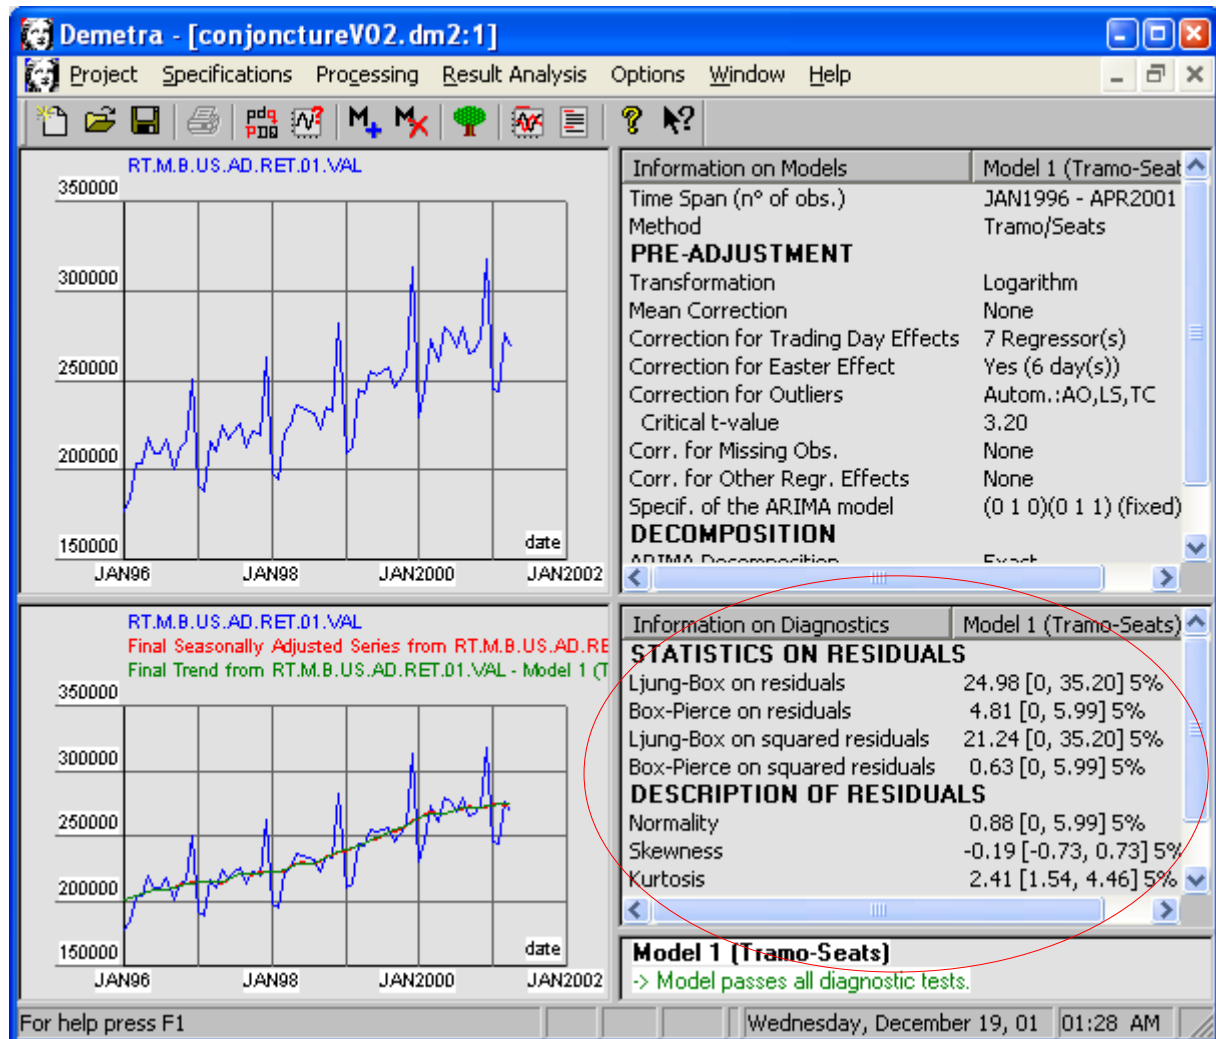 Demetra - [conjonctureV02.dm2:1]
Project Specifications Processing Result Analysis Options Window Help
RT.M.B.US.AD.RET.01.VAL
350000
300000
250000
200000
150000
date
JAN96 JAN98 JAN2000 JAN2002
Information on Models Model 1 (Tramo-Seat
Time Span (n° of obs.) JAN1996 - APR2001
Method Tramo/Seats
PRE-ADJUSTMENT
Transformation Logarithm
Mean Correction None
Correction for Trading Day Effects 7 Regressor(s)
Correction for Easter Effect Yes (6 day(s))
Correction for Outliers Autom.:AO,LS,TC
Critical t-value 3.20
Corr. for Missing Obs. None
Corr. for Other Regr. Effects None
Specif. of the ARIMA model (0 1 0)(0 1 1) (fixed)
DECOMPOSITION
ARIMA Decomposition Exact
RT.M.B.US.AD.RET.01.VAL
Final Seasonally Adjusted Series from RT.M.B.US.AD.RE
Final Trend from RT.M.B.US.AD.RET.01.VAL - Model 1 (T
350000
300000
250000
200000
150000
date
JAN96 JAN98 JAN2000 JAN2002
Information on Diagnostics Model 1 (Tramo-Seats)
STATISTICS ON RESIDUALS
Ljung-Box on residuals 24.98 [0, 35.20] 5%
Box-Pierce on residuals 4.81 [0, 5.99] 5%
Ljung-Box on squared residuals 21.24 [0, 35.20] 5%
Box-Pierce on squared residuals 0.63 [0, 5.99] 5%
DESCRIPTION OF RESIDUALS
Normality 0.88 [0, 5.99] 5%
Skewness -0.19 [-0.73, 0.73] 5%
Kurtosis 2.41 [1.54, 4.46] 5%
Model 1 (Tramo-Seats)
-> Model passes all diagnostic tests.
For help press F1 Wednesday, December 19, 01 01:28 AM